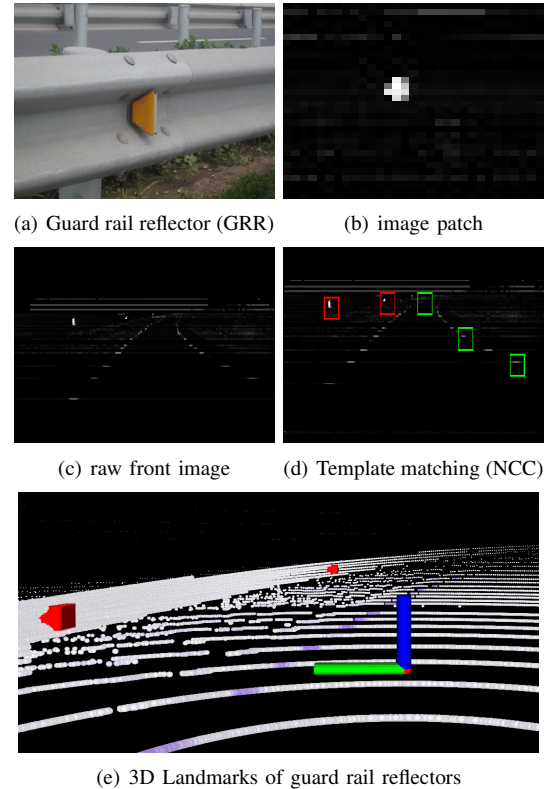 (a) Guard rail reflector (GRR)
(b) image patch
(c) raw front image
(d) Template matching (NCC)
(e) 3D Landmarks of guard rail reflectors